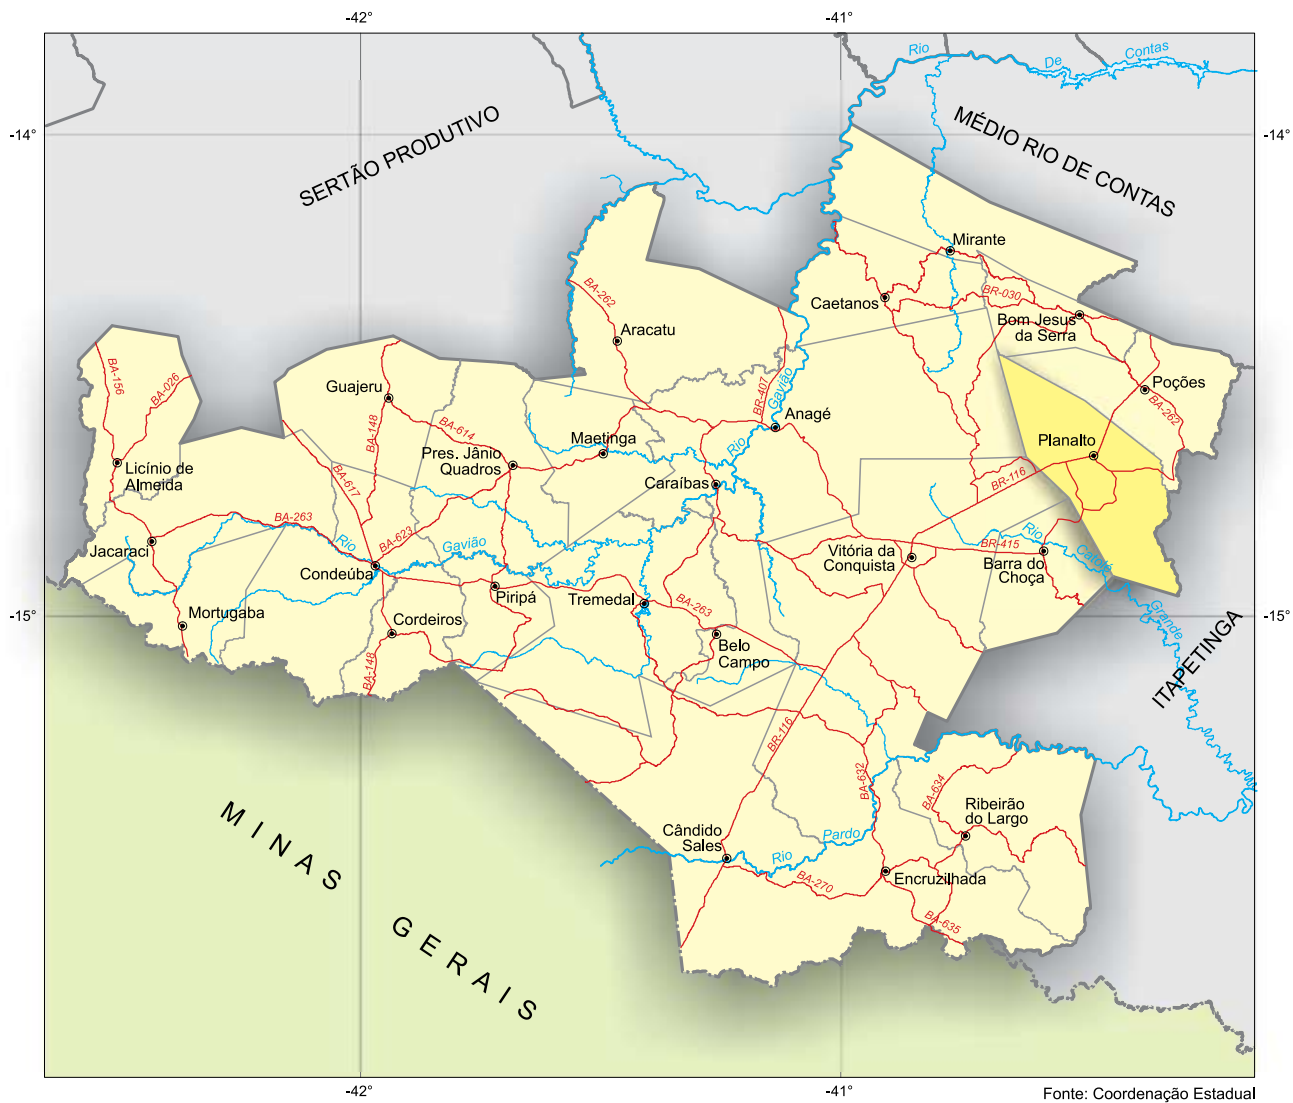 -42°
-41°
Rio
De
Contas
-14°
-14°
SERTÃO PRODUTIVO
MÉDIO RIO DE CONTAS
Mirante
BA-262
BR-030
Caetanos
Bom Jesus
da Serra
Aracatu
BA-156
BA-026
Guajeru
BR-407
Gavião
Poções
BA-262
Anagé
BA-148
BA-614
Maetinga
Rio
Planalto
Licínio de
Almeida
Pres. Jânio
Quadros
Caraíbas
BR-116
BA-617
BA-263
Rio
BA-623
Gavião
Jacaraci
Condeúba
Vitória da
Conquista
BR-415
Rio
Catolé
Grande
Barra do
Choça
Piripá
Tremedal
BA-263
-15°
-15°
Mortugaba
Cordeiros
Belo
Campo
BA-148
ITAPETINGA
BR-116
BA-632
BA-634
MINAS GERAIS
Ribeirão
do Largo
Cândido
Sales
Rio
Pardo
BA-270
Encruzilhada
BA-635
-42°
-41°
Fonte: Coordenação Estadual